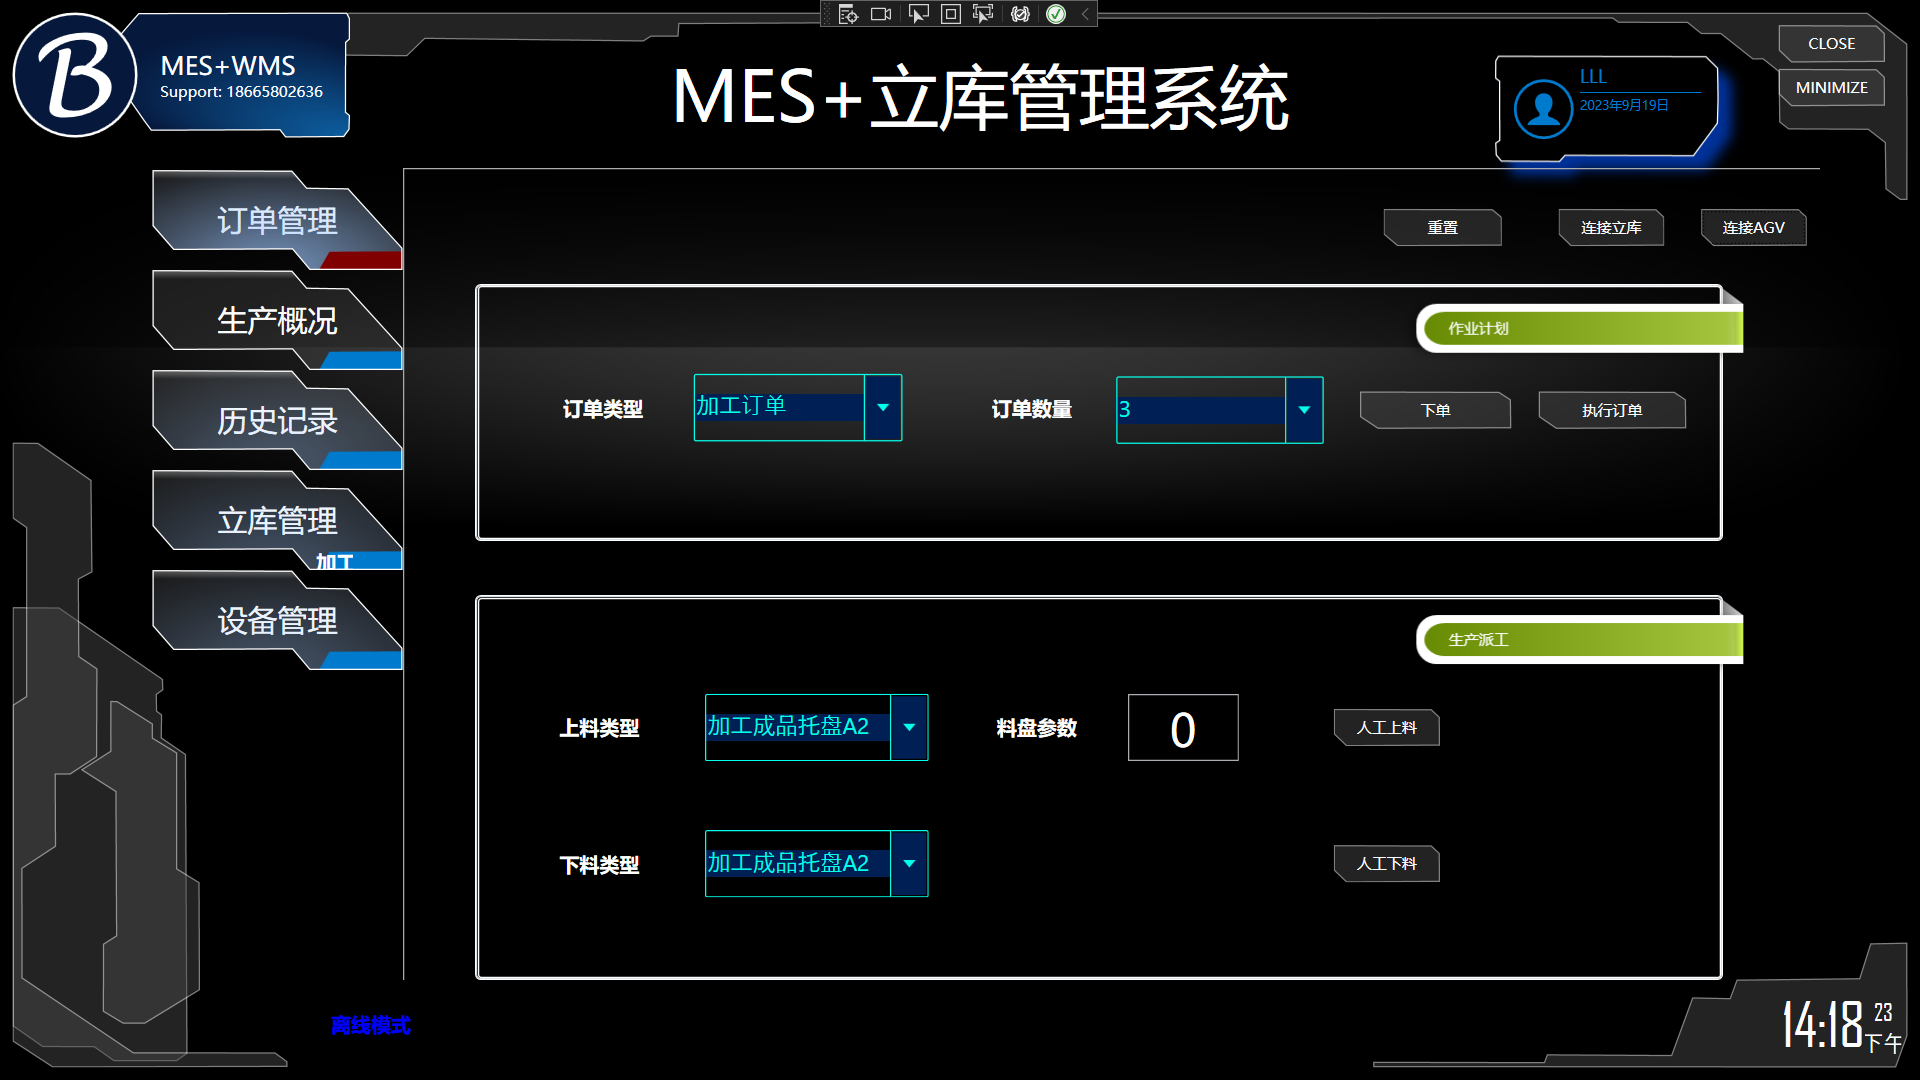 B
MES+WMS
Support: 18665802636
MES+立库管理系统
LLL
2023年9月19日
CLOSE
MINIMIZE
订单管理
生产概况
历史记录
立库管理
加工
设备管理
重置
连接立库
连接AGV
作业计划
订单类型
加工订单
订单数量
3
下单
执行订单
生产派工
上料类型
加工成品托盘A2
料盘参数
0
人工上料
下料类型
加工成品托盘A2
人工下料
离线模式
14:18
23
下午